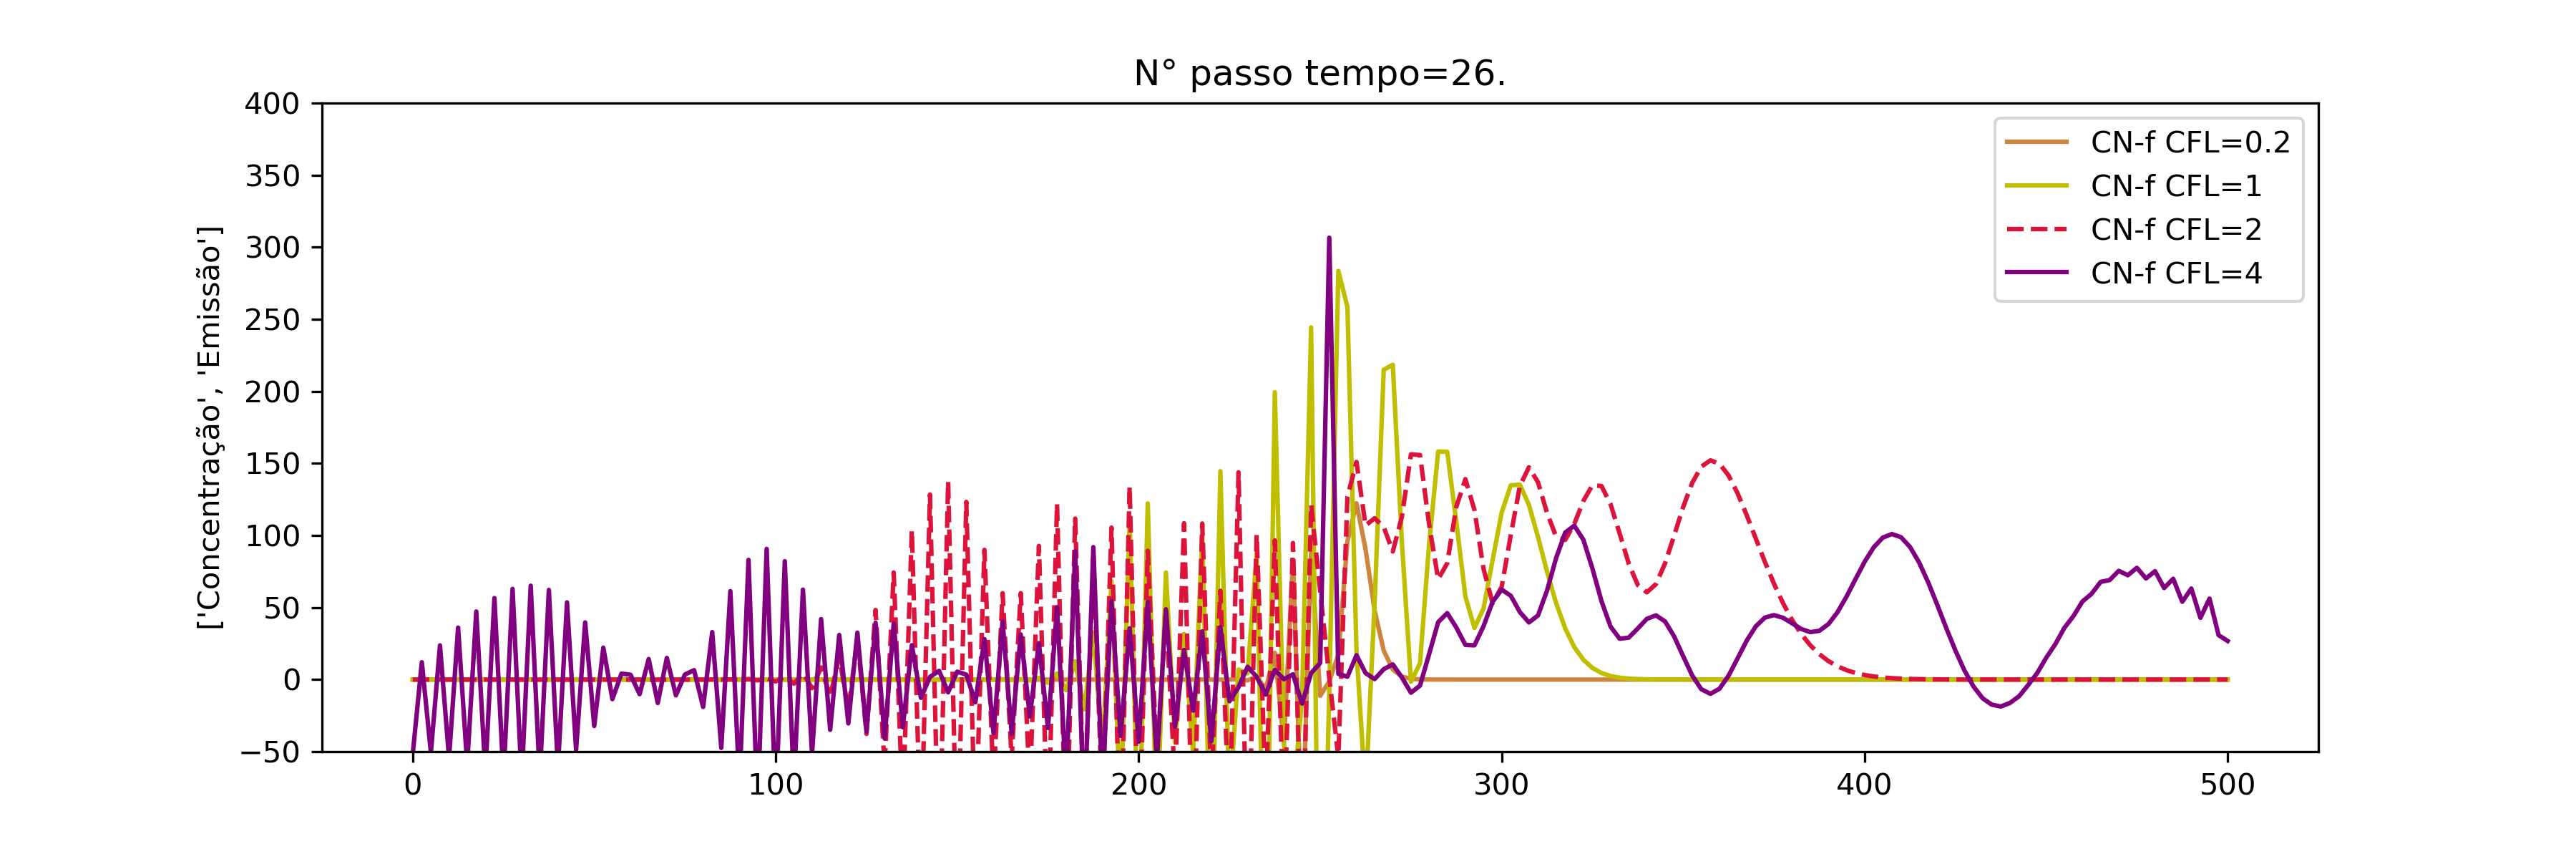 N° passo tempo=26.
['Concentração', 'Emissão']
400
350
300
250
200
150
100
50
0
−50
0 100 200 300 400 500
CN-f CFL=0.2
CN-f CFL=1
CN-f CFL=2
CN-f CFL=4